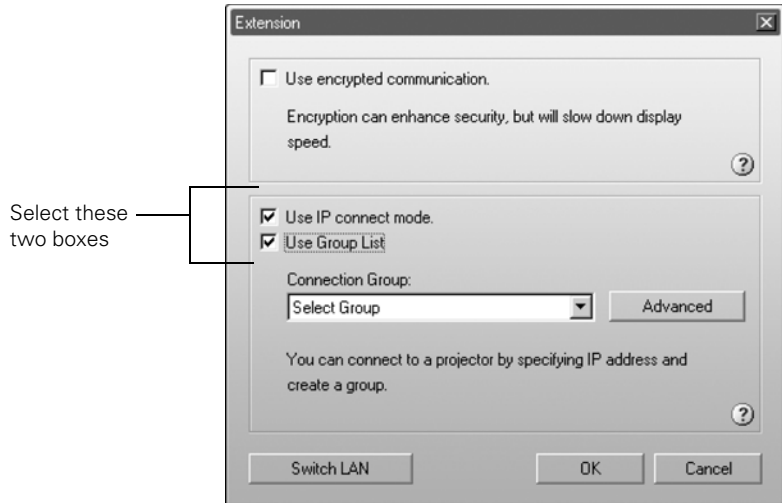 Extension
Use encrypted communication.
Encryption can enhance security, but will slow down display
speed.
?
Select these
two boxes
Use IP connect mode.
Use Group List
Connection Group:
Select Group
Advanced
You can connect to a projector by specifying IP address and
create a group.
?
Switch LAN
OK
Cancel